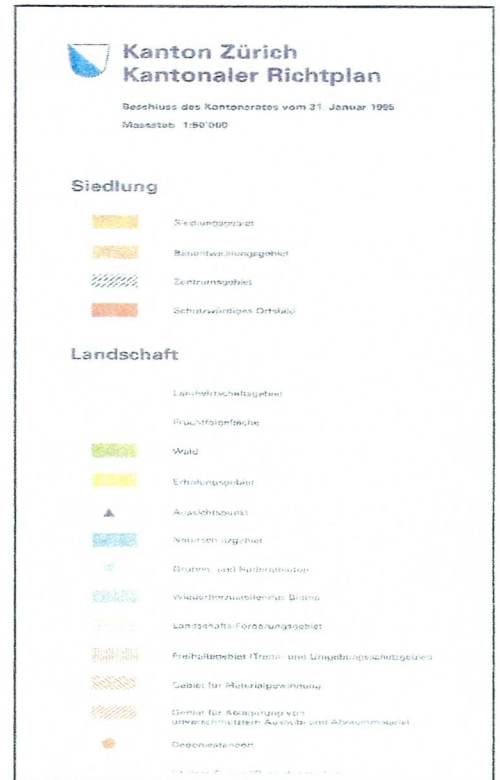 Kanton Zürich
Kantonaler Richtplan
Beschluss des Kantonsrates vom 31. Januar 1995
Massstab 1:50'000
Siedlung
Siedlungsgebiet
Bauentwicklungsgebiet
Zentrumsgebiet
Schutzwürdiges Ortsbild
Landschaft
Landwirtschaftsgebiet
Fruchtfolgefläche
Wald
Erholungsgebiet
Aussichtspunkt
Naturschutzgebiet
Gruben- und Ruderalbiotop
Wiederherzustellendes Biotop
Landschafts-Förderungsgebiet
Freihaltegebiet (Trenn- und Umgebungsschutzgebiet)
Gebiet für Materialgewinnung
Gebiet für Ablagerung von
unverschmutztem Aushub und Abraummaterial
Deponiestandort